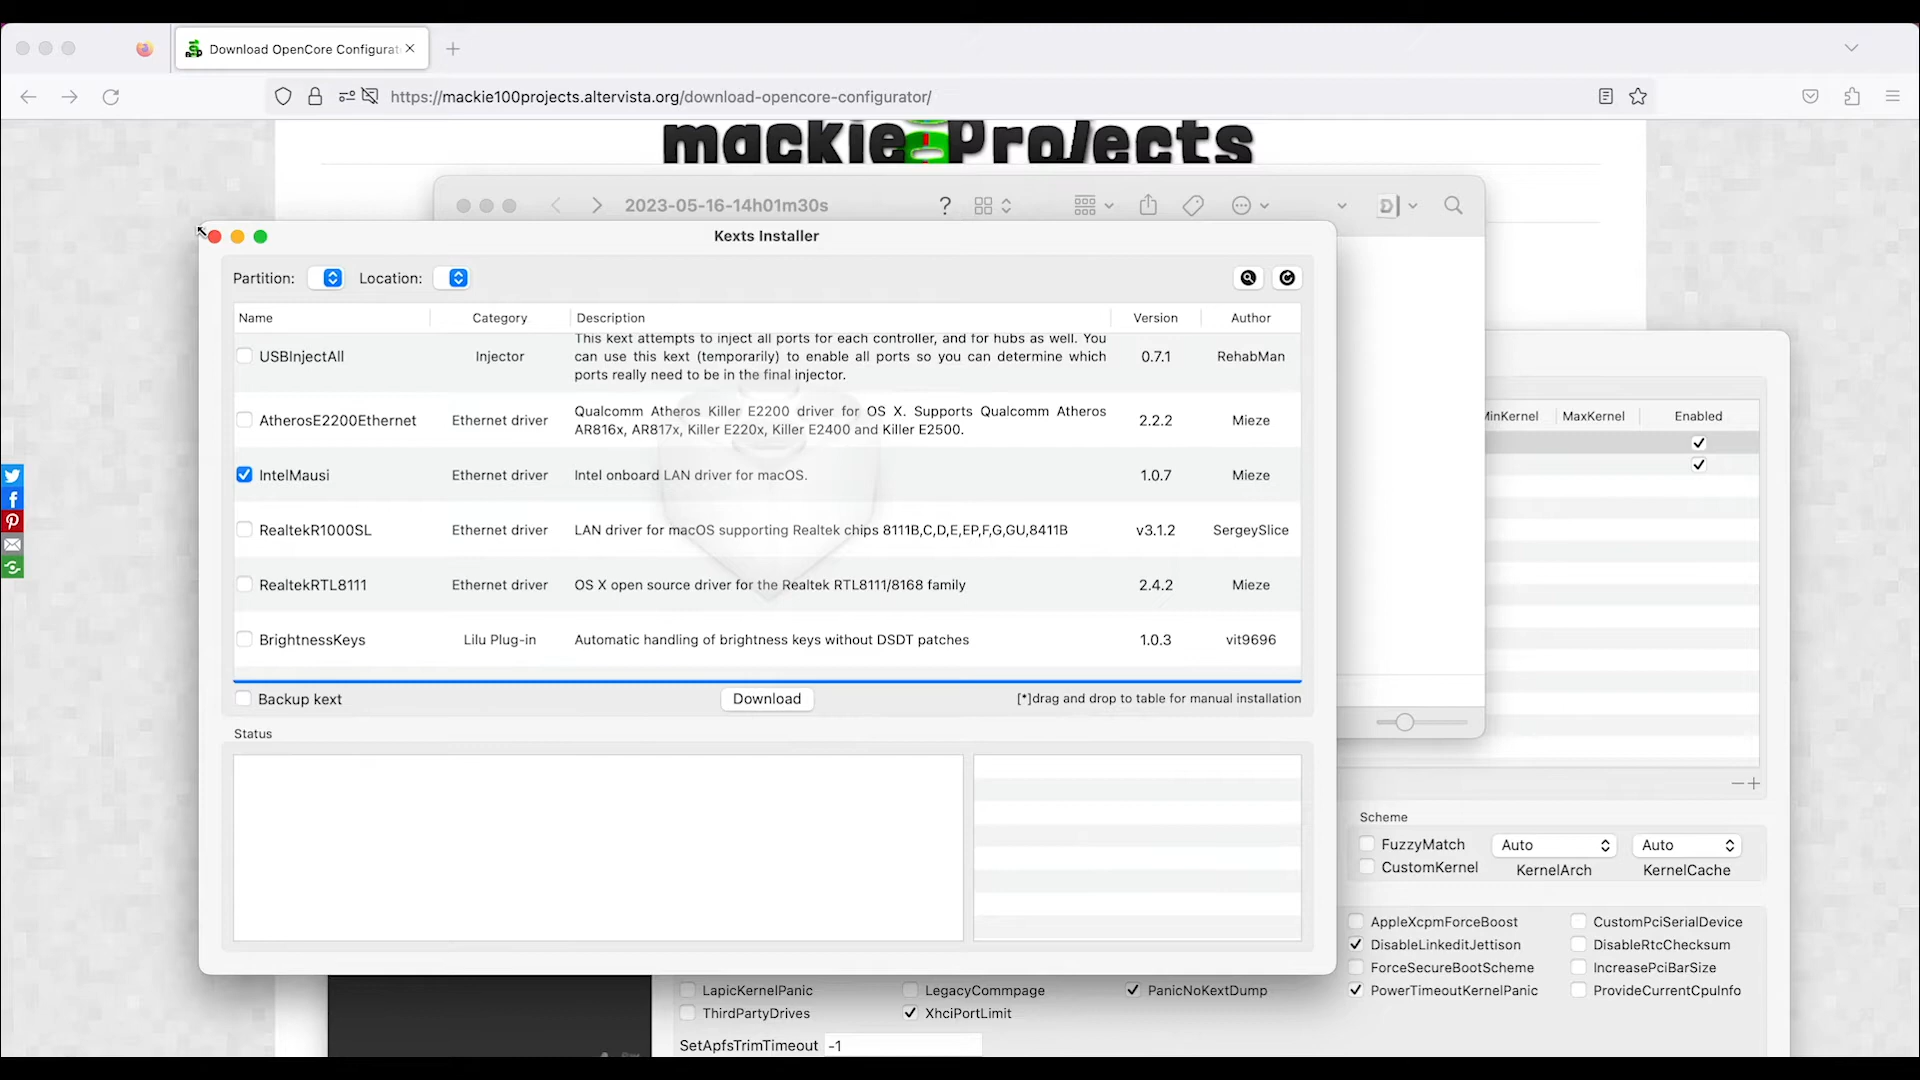 Download OpenCore Configurat
https://mackie100projects.altervista.org/download-opencore-configurator/
mackie Projects
2023-05-16-14h01m30s
Kexts Installer
Partition: Location:
Name Category Description Version Author
USBInjectAll Injector This kext attempts to inject all ports for each controller, and for hubs as well. You
can use this kext (temporarily) to enable all ports so you can determine which
ports really need to be in the final injector. 0.7.1 RehabMan
AtherosE2200Ethernet Ethernet driver Qualcomm Atheros Killer E2200 driver for OS X. Supports Qualcomm Atheros
AR816x, AR817x, Killer E220x, Killer E2400 and Killer E2500. 2.2.2 Mieze
IntelMausi Ethernet driver Intel onboard LAN driver for macOS. 1.0.7 Mieze
RealtekR1000SL Ethernet driver LAN driver for macOS supporting Realtek chips 8111B,C,D,E,EP,F,G,GU,8411B v3.1.2 SergeySlice
RealtekRTL8111 Ethernet driver OS X open source driver for the Realtek RTL8111/8168 family 2.4.2 Mieze
BrightnessKeys Lilu Plug-in Automatic handling of brightness keys without DSDT patches 1.0.3 vit9696
Backup kext Download [*]drag and drop to table for manual installation
Status
MinKernel MaxKernel Enabled
Scheme
FuzzyMatch Auto Auto
CustomKernel KernelArch KernelCache
AppleXcpmForceBoost CustomPciSerialDevice
DisableLinkeditJettison DisableRtcChecksum
ForceSecureBootScheme IncreasePciBarSize
LapicKernelPanic LegacyCommpage PanicNoKextDump PowerTimeoutKernelPanic ProvideCurrentCpuInfo
ThirdPartyDrives XhciPortLimit
SetApfsTrimTimeout -1